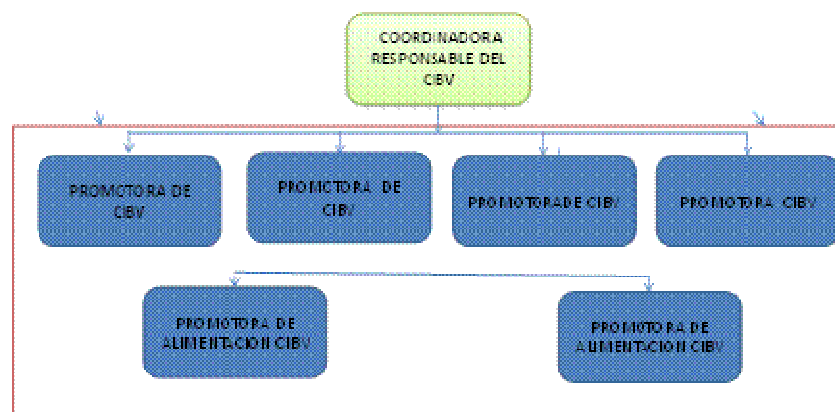 COORDINADORA
RESPONSABLE DEL
CIBV
PROMOTORA DE
CIBV
PROMOTORA DE
CIBV
PROMOTORA DE CIBV
PROMOTORA CIBV
PROMOTORA DE
ALIMENTACION CIBV
PROMOTORA DE
ALIMENTACION CIBV